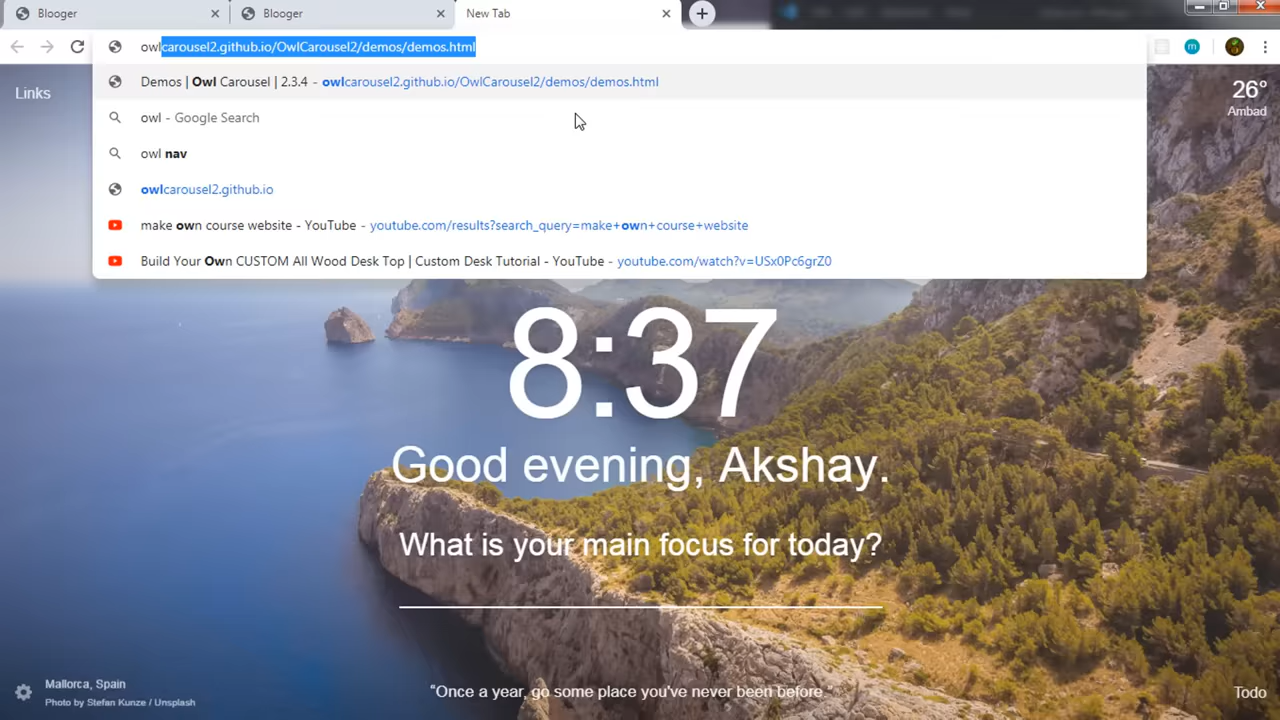 Blooger
Blooger
New Tab
owlcarousel2.github.io/OwlCarousel2/demos/demos.html
Demos | Owl Carousel | 2.3.4 - owlcarousel2.github.io/OwlCarousel2/demos/demos.html
owl - Google Search
owl nav
owlcarousel2.github.io
make own course website - YouTube - youtube.com/results?search_query=make+own+course+website
Build Your Own CUSTOM All Wood Desk Top | Custom Desk Tutorial - YouTube - youtube.com/watch?v=USx0Pc6grZ0
m
Links
26°
Ambad
8:37
Good evening, Akshay.
What is your main focus for today?
Mallorca, Spain
Photo by Stefan Kunze / Unsplash
“Once a year, go some place you've never been before.”
Todo